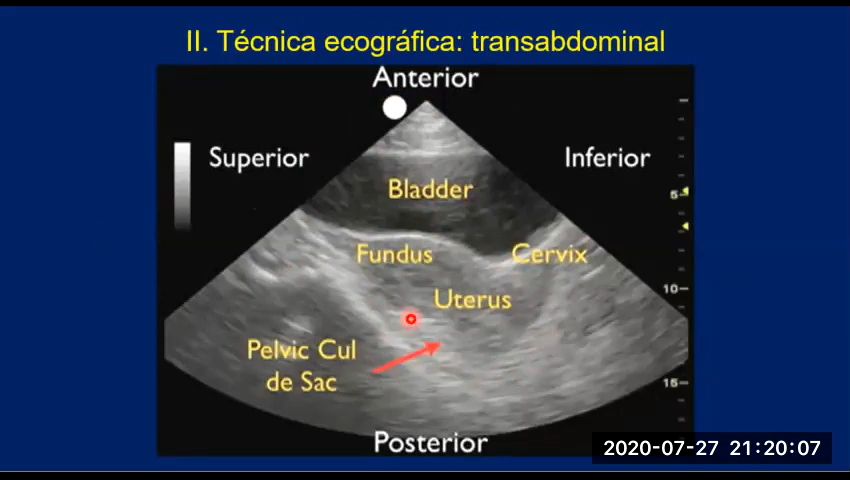 II. Técnica ecográfica: transabdominal
Anterior
Superior
Inferior
Bladder
5
Fundus
Cervix
10
Uterus
Pelvic Cul
de Sac
15
Posterior
2020-07-27 21:20:07